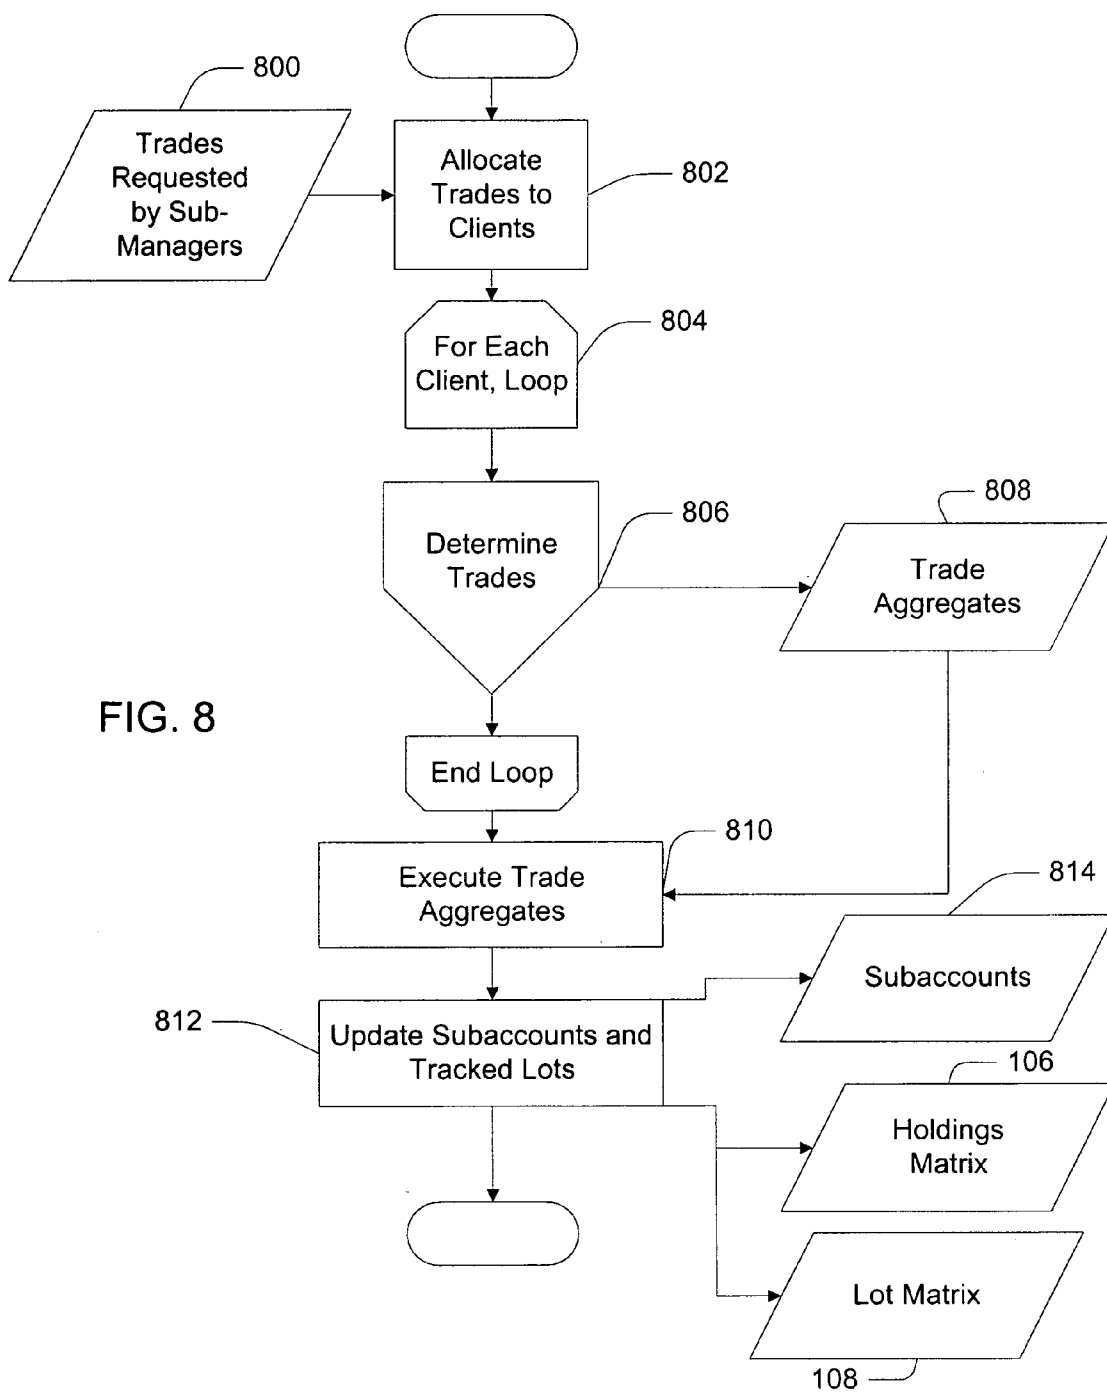 800
Trades
Requested
by Sub-
Managers
Allocate
Trades to
Clients
802
For Each
Client, Loop
804
Determine
Trades
806
808
Trade
Aggregates
FIG. 8
End Loop
Execute Trade
Aggregates
810
812
Update Subaccounts and
Tracked Lots
814
Subaccounts
106
Holdings
Matrix
Lot Matrix
108